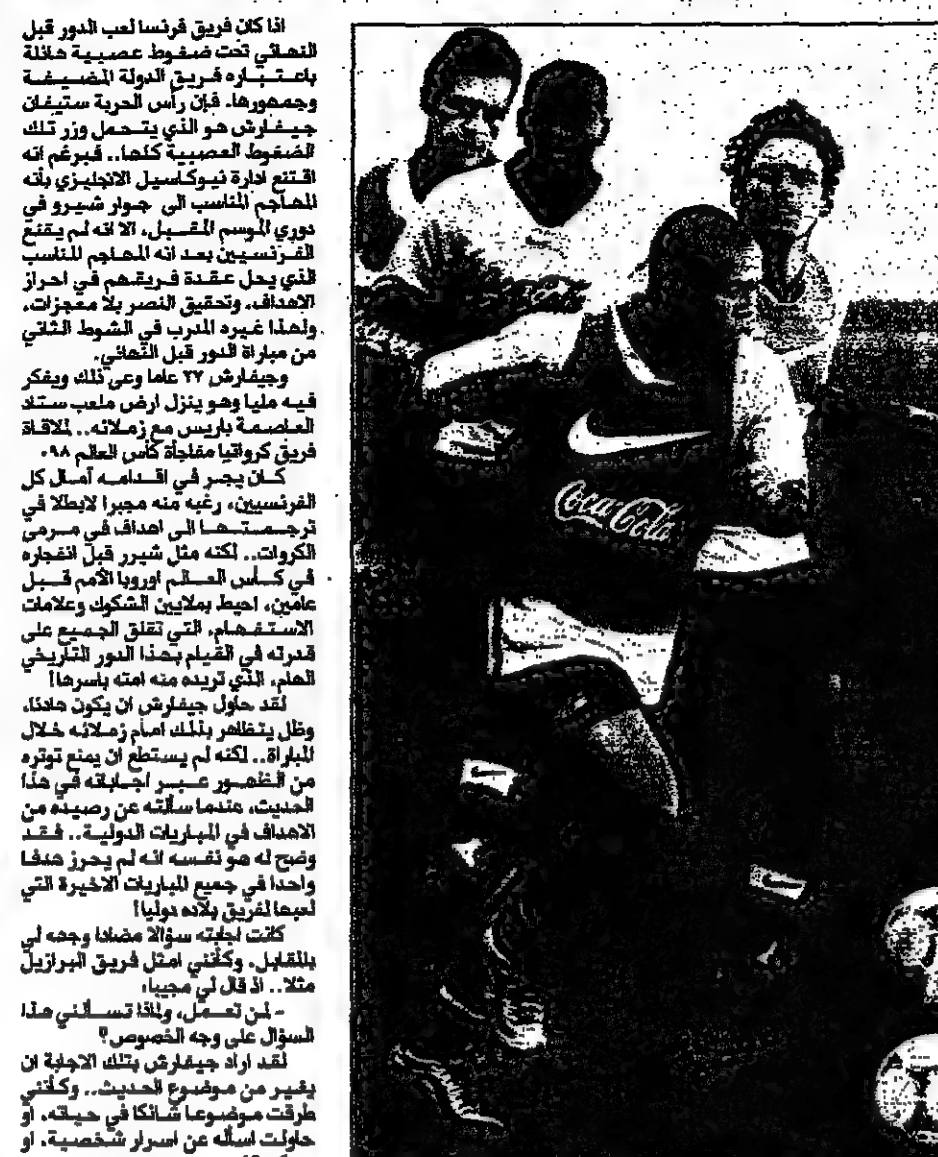 اذا كان فريق فرنسا لعب الدور قبل
النهائي تحت ضغوط عصبية هائلة
باعتباره فريق الدولة المضيفة
وجمهورها. فإن رأس الحربة ستيفان
جيفارش هو الذي يتحمل وزر تلك
الضغوط العصبية كلها.. فبرغم انه
اقتنع ادارة نيوكاسيل الانجليزي بأنه
المهاجم المناسب الى جوار شيرو في
دوري الموسم المقبل، الا انه لم يقنع
الفرنسيين بعد انه المهاجم المناسب
الذي يحل عقدة فريقهم في احراز
الاهداف، وتحقيق النصر بلا معجزات،
ولهذا غيره المدرب في الشوط الثاني
من مباراة الدور قبل النهائي.
وجيفارش ٢٧ عاما وعي ذلك ويفكر
فيه مليا وهو ينزل ارض ملعب ستاد
العاصمة باريس مع زملائه.. لملاقاة
فريق كرواتيا مفاجأة كأس العالم ٩٨.
كان يجر في اقدامه آمال كل
الفرنسيين، رغبه منه مجبرا لابطلا في
ترجمتها الى اهداف في مرمى
الكروات.. لكنه مثل شيرر قبل انفجاره
في كأس العالم اوروبا الأمم قبل
عامين، احيط بملايين الشكوك وعلامات
الاستفهام، التي تقلق الجميع على
قدرته في القيام بهذا الدور التاريخي
الهام، الذي تريده منه امته باسرها!
لقد حاول جيفارش ان يكون هادئا،
وظل يتظاهر بذلك امام زملائه خلال
المباراة.. لكنه لم يستطع ان يمنع توتره
من الظهور عبر اجاباته في هذا
الحديث، عندما سألته عن رصيده من
الاهداف في المباريات الدولية.. فقد
وضح له هو نفسه انه لم يحرز هدفا
واحدا في جميع المباريات الاخيرة التي
لعبها لفريق بلاده دوليا!
كانت اجابته سؤالا مضادا وجهه لي
بالمقابل. وكأنني امثل فريق البرازيل
مثلا.. اذ قال لي مجيبا:
- لمن تعمل، ولماذا تسألني هذا
السؤال على وجه الخصوص؟
لقد اراد جيفارش بتلك الاجابة ان
يغير من موضوع الحديث.. وكأنني
طرقت موضوعا شائكا في حياته، أو
حاولت اسأله عن اسرار شخصية، او
Coca-Cola